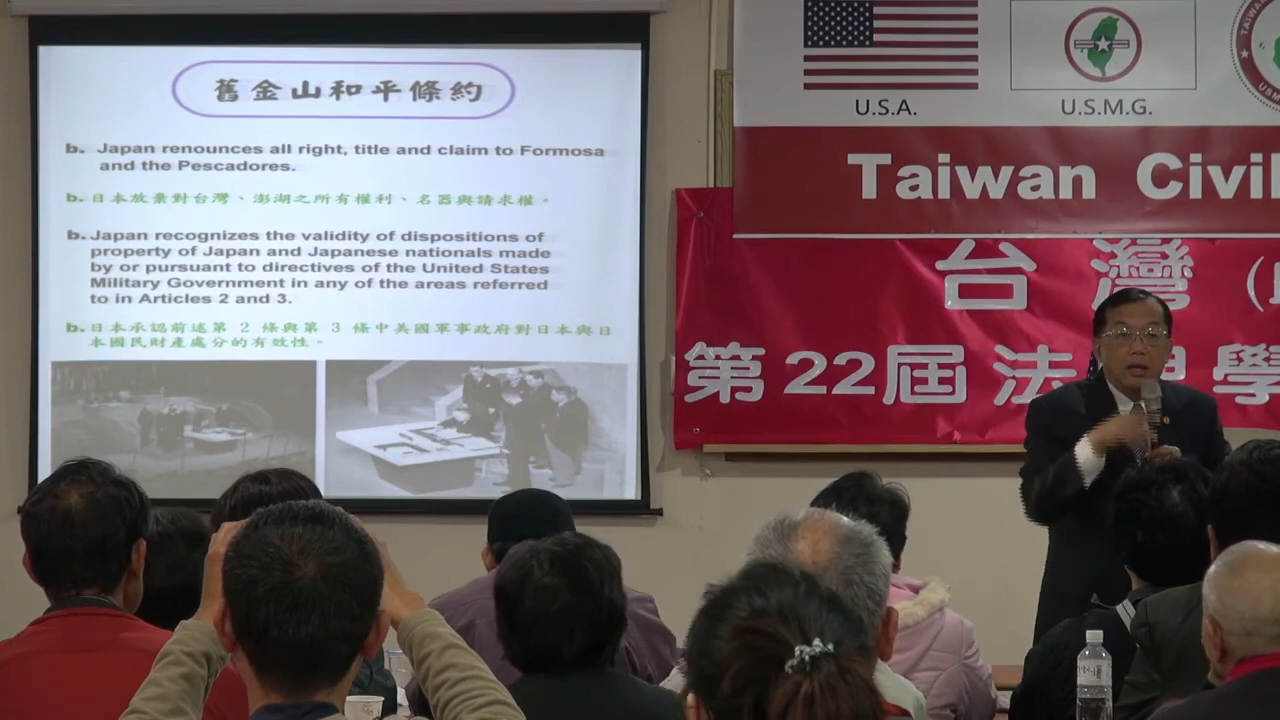 舊金山和平條約
b. Japan renounces all right, title and claim to Formosa
and the Pescadores.
b. 日本放棄對台灣、澎湖之所有權利、名器與請求權。
b. Japan recognizes the validity of dispositions of
property of Japan and Japanese nationals made
by or pursuant to directives of the United States
Military Government in any of the areas referred
to in Articles 2 and 3.
b. 日本承認前述第 2 條與第 3 條中美國軍事政府對日本與日
本國民財產處分的有效性。
U.S.A.
U.S.M.G.
TAIWAN
Taiwan Civil
台灣(
第22屆法理學